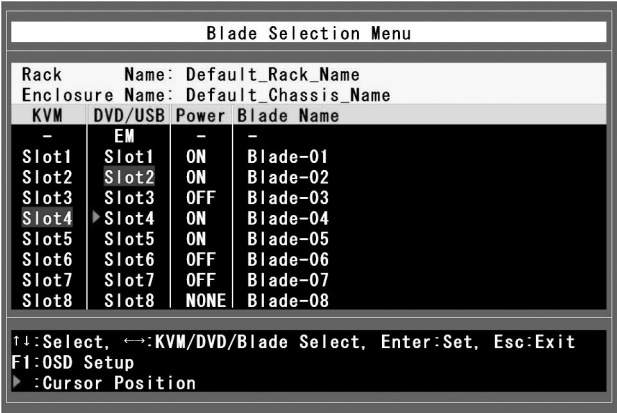 Blade Selection Menu
Rack Name: Default_Rack_Name
Enclosure Name: Default_Chassis_Name
KVM DVD/USB Power Blade Name
- EM - -
Slot1 Slot1 ON Blade-01
Slot2 Slot2 ON Blade-02
Slot3 Slot3 OFF Blade-03
Slot4 ▶Slot4 ON Blade-04
Slot5 Slot5 ON Blade-05
Slot6 Slot6 OFF Blade-06
Slot7 Slot7 OFF Blade-07
Slot8 Slot8 NONE Blade-08
↑↓:Select, ←→:KVM/DVD/Blade Select, Enter:Set, Esc:Exit
F1:OSD Setup
▶ :Cursor Position